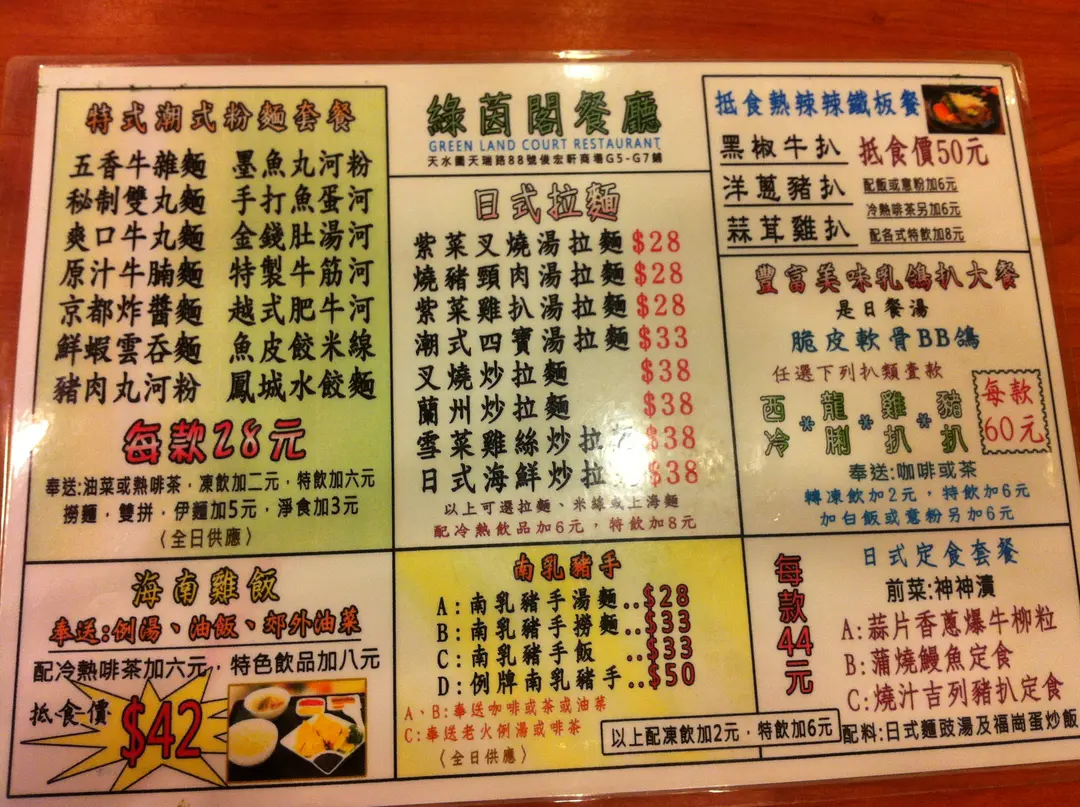 特式潮式粉麵套餐
五香牛雜麵 墨魚丸河粉
秘制雙丸麵 手打魚蛋河
爽口牛丸麵 金錢肚湯河
原汁牛腩麵 特製牛筋河
京都炸醬麵 越式肥牛河
鮮蝦雲吞麵 魚皮餃米線
豬肉丸河粉 鳳城水餃麵
每款28元
奉送:油菜或熱啡茶，凍飲加二元，特飲加六元
撈麵，雙拼，伊麵加5元，淨食加3元
〈全日供應〉
海南雞飯
奉送:例湯、油飯、郊外油菜
配冷熱啡茶加六元，特色飲品加八元
抵食價 $42
綠茵閣餐廳
GREEN LAND COURT RESTAURANT
天水圍天瑞路88號俊宏軒商場G5-G7鋪
日式拉麵
紫菜叉燒湯拉麵 $28
燒豬頸肉湯拉麵 $28
紫菜雞扒湯拉麵 $28
潮式四寶湯拉麵 $33
叉燒炒拉麵 $38
蘭州炒拉麵 $38
雪菜雞絲炒拉 $38
日式海鮮炒拉 $38
以上可選拉麵、米線或上海麵
配冷熱飲品加6元，特飲加8元
南乳豬手
A:南乳豬手湯麵..$28
B:南乳豬手撈麵..$33
C:南乳豬手飯 ..$33
D:例牌南乳豬手..$50
A、B:奉送咖啡或茶或油菜
C:奉送老火例湯或啡茶
〈全日供應〉
以上配凍飲加2元，特飲加6元
抵食熱辣辣鐵板餐
黑椒牛扒 抵食價50元
洋蔥豬扒 配飯或意粉加6元
冷熱啡茶另加6元
蒜茸雞扒 配各式特飲加8元
豐富美味乳鴿扒大餐
是日餐湯
脆皮軟骨BB鴿
任選下列扒類壹款
西冷*龍脷*雞扒*豬扒
每款60元
奉送:咖啡或茶
轉凍飲加2元，特飲加6元
加白飯或意粉另加6元
每款44元
日式定食套餐
前菜:神神漬
A:蒜片香蔥爆牛柳粒
B:蒲燒鰻魚定食
C:燒汁吉列豬扒定食
配料:日式麵豉湯及福崗蛋炒飯